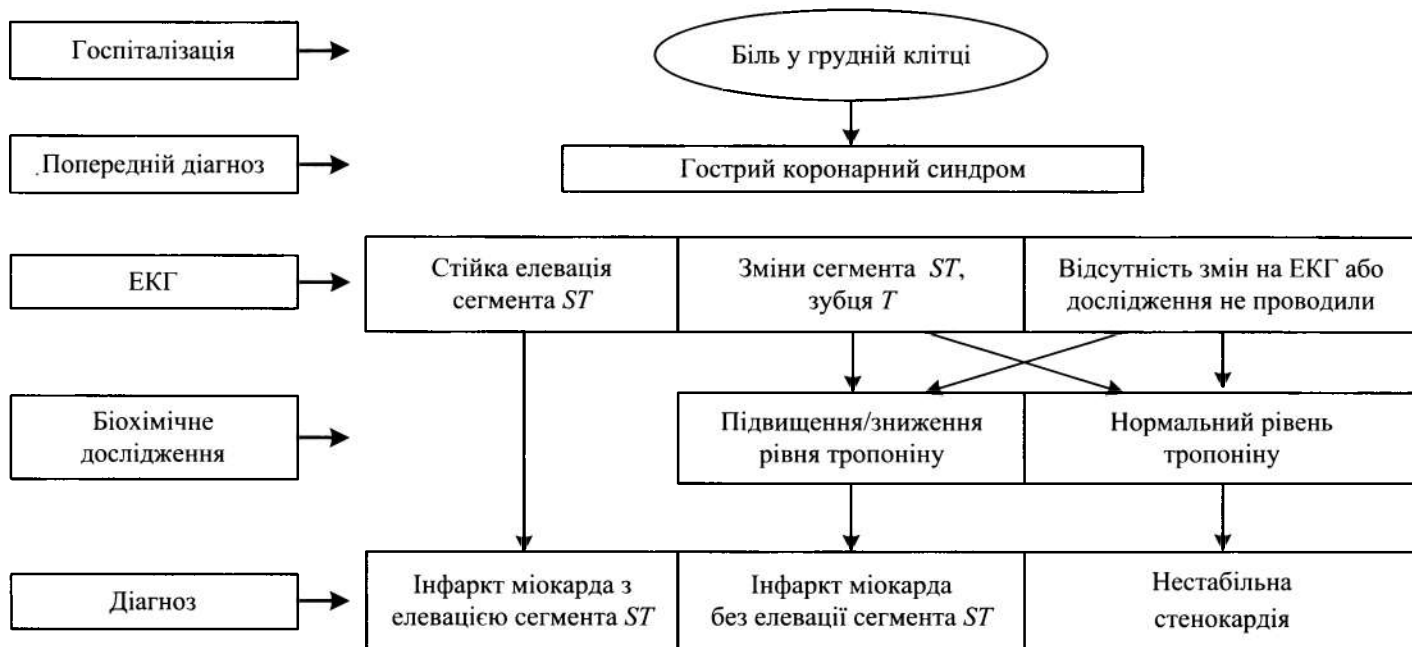 Госпіталізація
Біль у грудній клітці
.Попередній діагноз
Гострий коронарний синдром
ЕКГ
Стійка елевація
сегмента ST
Зміни сегмента ST,
зубця T
Відсутність змін на ЕКГ або
дослідження не проводили
Біохімічне
дослідження
Підвищення/зниження
рівня тропоніну
Нормальний рівень
тропоніну
Діагноз
Інфаркт міокарда з
елевацією сегмента ST
Інфаркт міокарда
без елевації сегмента ST
Нестабільна
стенокардія